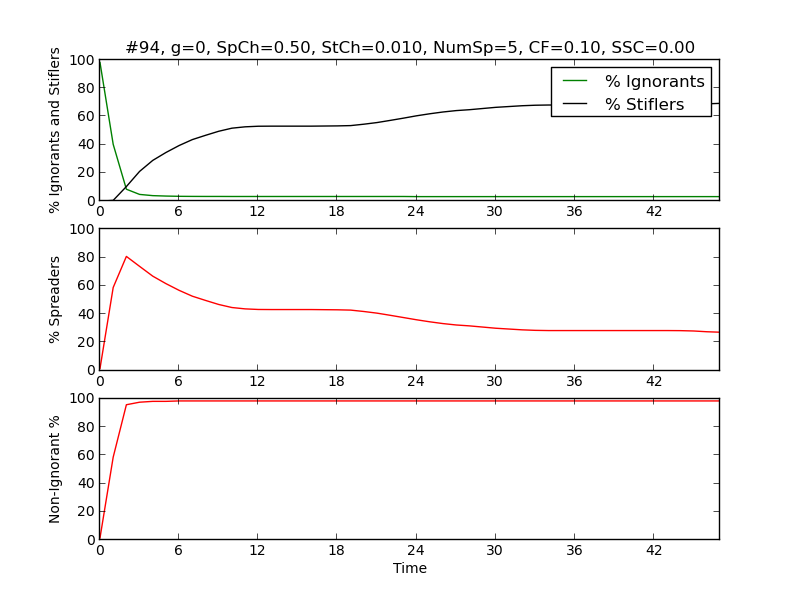 #94, g=0, SpCh=0.50, StCh=0.010, NumSp=5, CF=0.10, SSC=0.00
% Ignorants and Stiflers
100
80
60
40
20
0
% Ignorants
% Stiflers
0 6 12 18 24 30 36 42
% Spreaders
100
80
60
40
20
0
0 6 12 18 24 30 36 42
Non-Ignorant %
100
80
60
40
20
0
0 6 12 18 24 30 36 42
Time